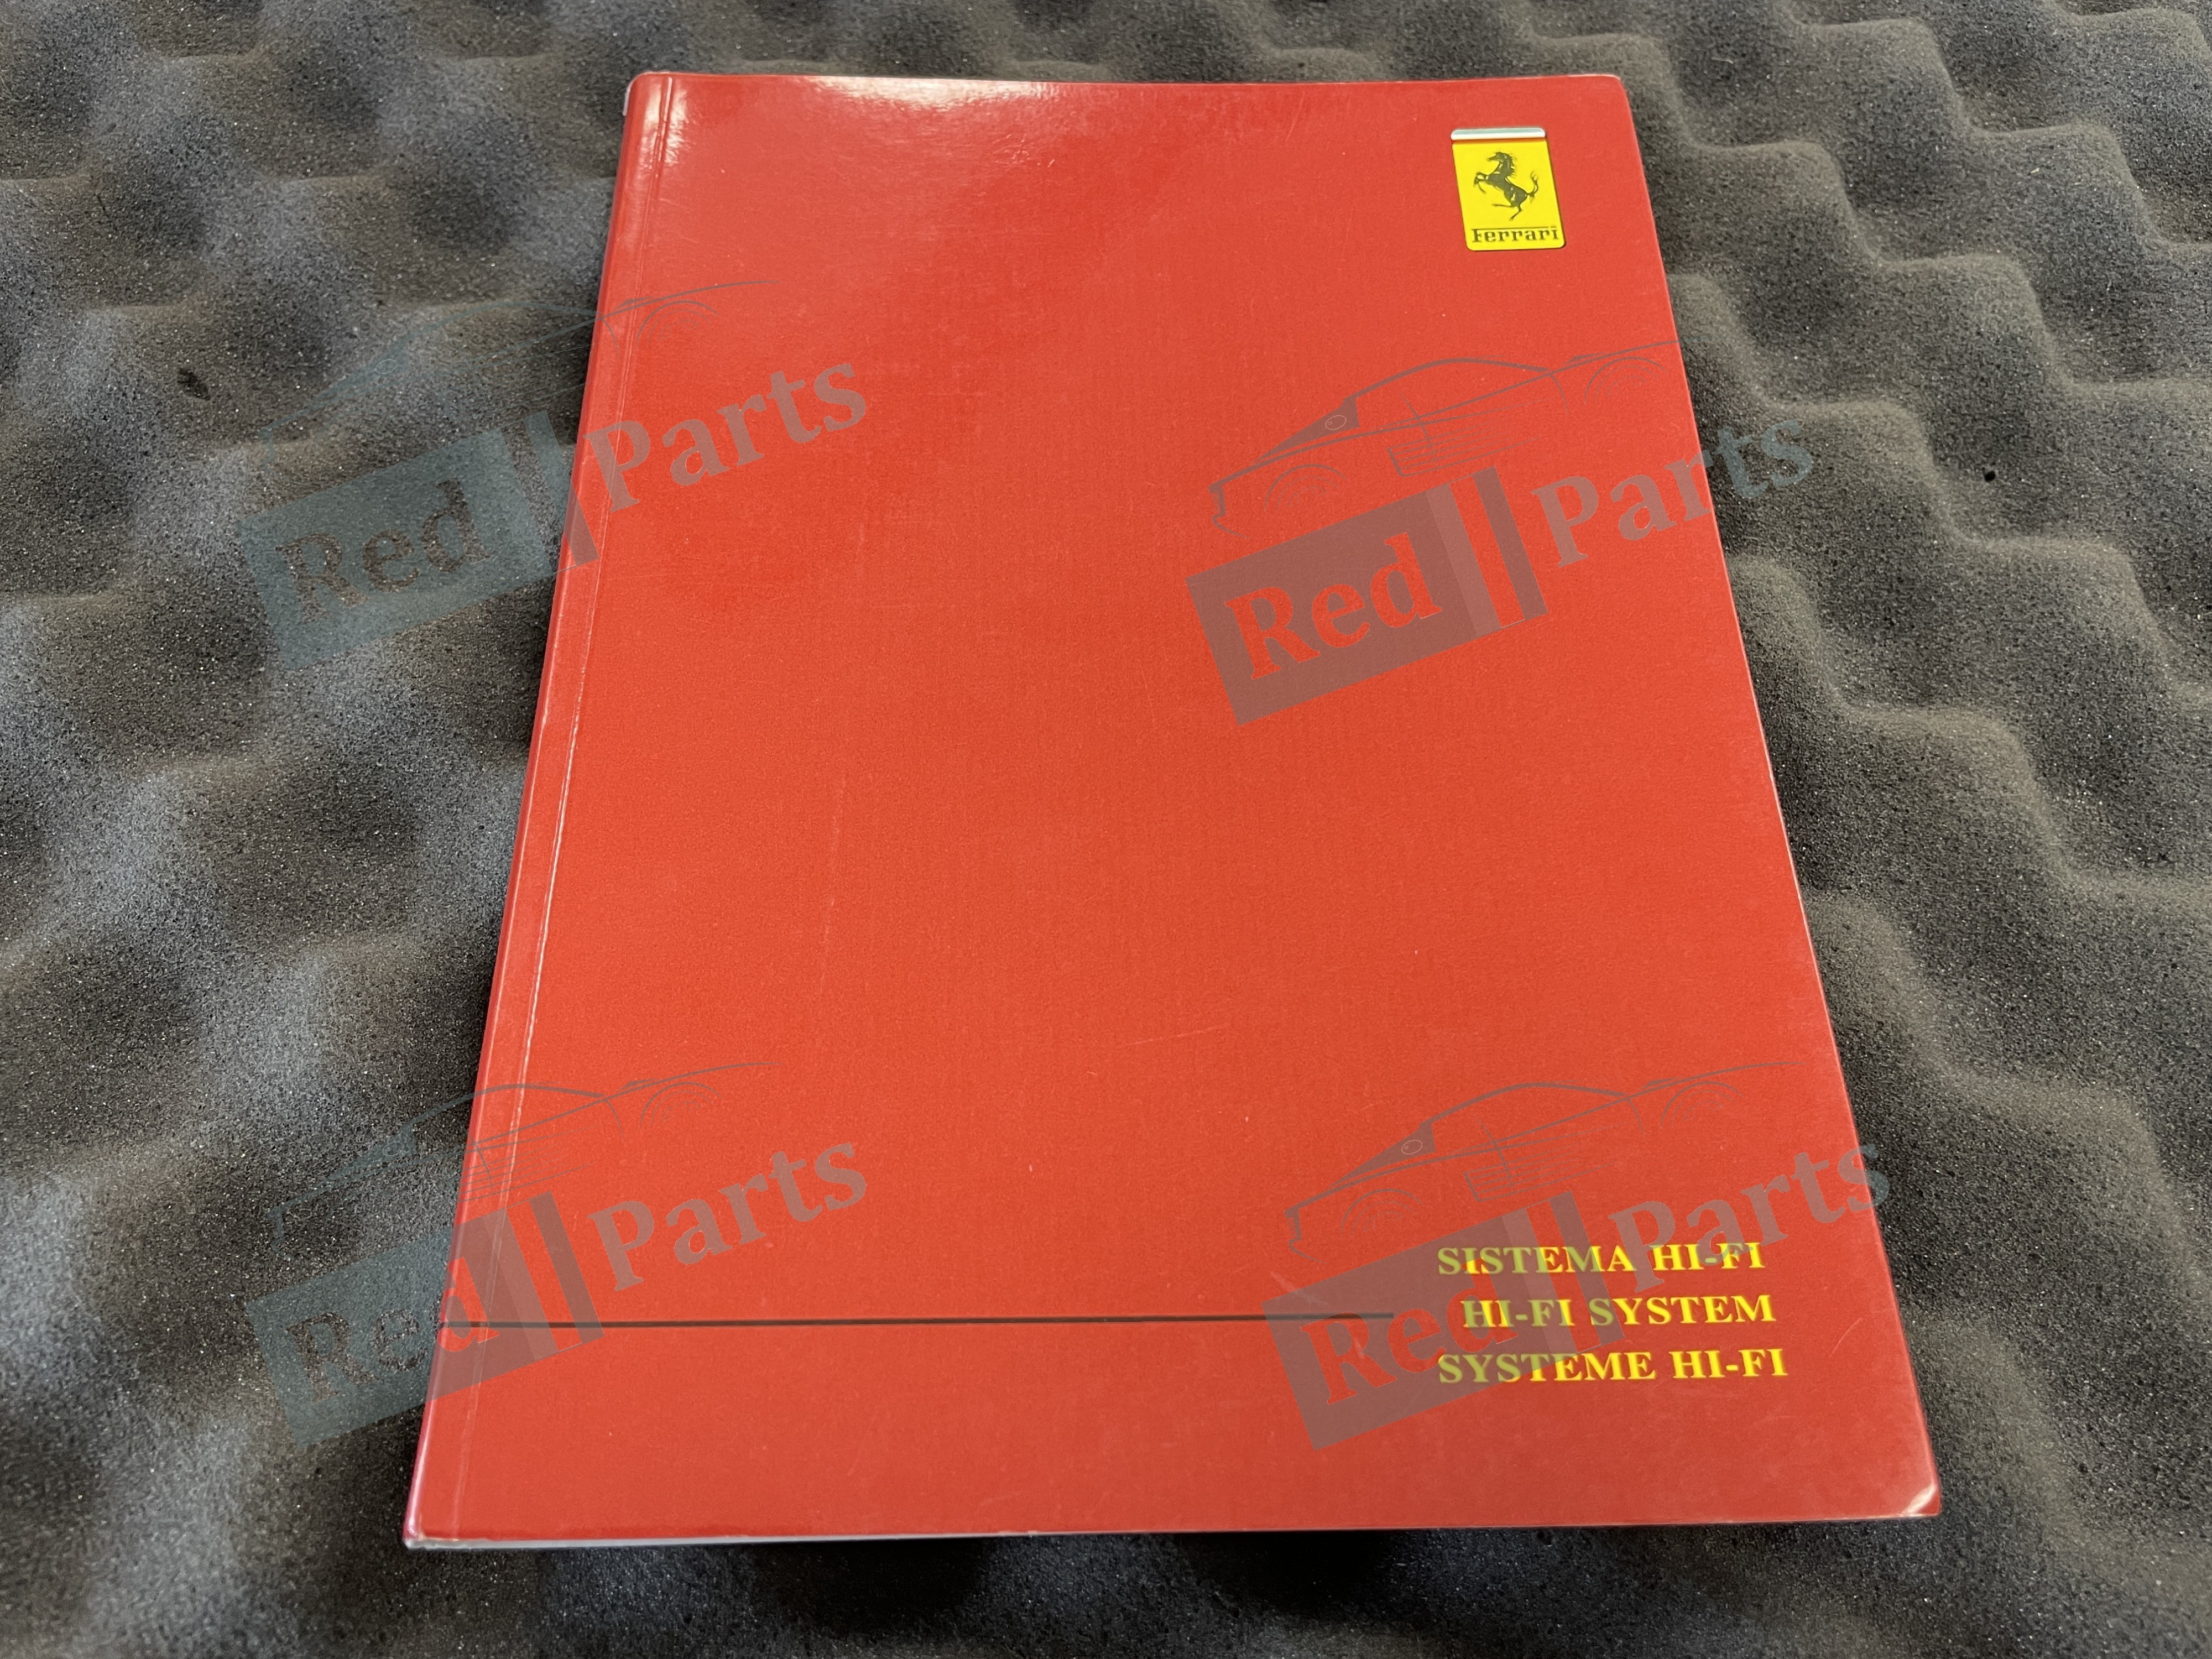 Ferrari
Red Parts
Red Parts
Red Parts
Red Parts
SISTEMA HI-FI
HI-FI SYSTEM
SYSTEME HI-FI